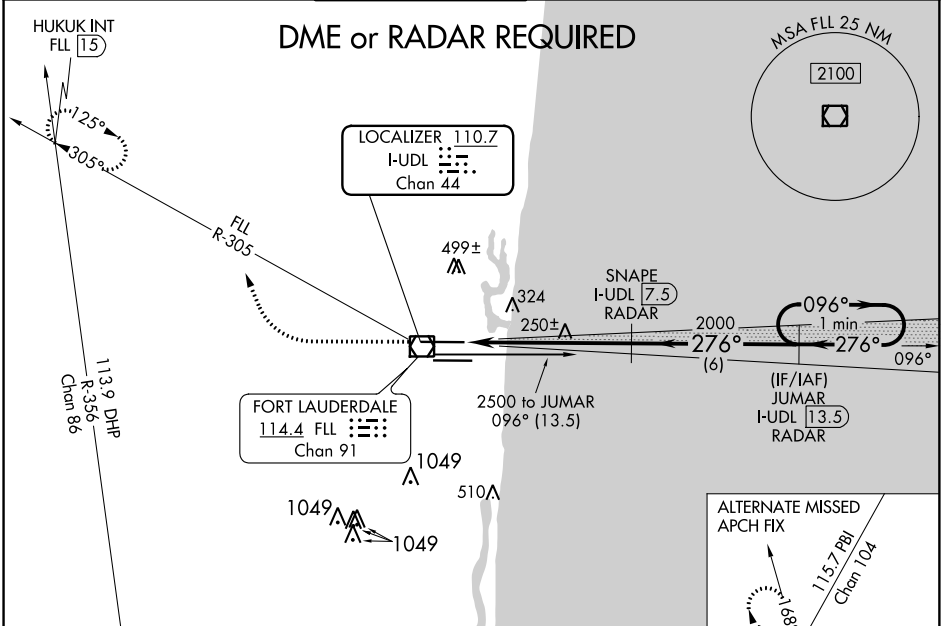 DME or RADAR REQUIRED
HUKUK INT
FLL 15
MSA FLL 25 NM
2100
125°
305°
LOCALIZER 110.7
I-UDL
Chan 44
FLL
R-305
499±
324
250±
SNAPE
I-UDL 7.5
RADAR
2000
276°
(6)
096°
1 min
276°
096°
(IF/IAF)
JUMAR
I-UDL 13.5
RADAR
2500 to JUMAR
096° (13.5)
113.9 DHP
R-356
Chan 86
FORT LAUDERDALE
114.4 FLL
Chan 91
1049
1049
1049
510
ALTERNATE MISSED
APCH FIX
115.7 PBI
Chan 104
168°